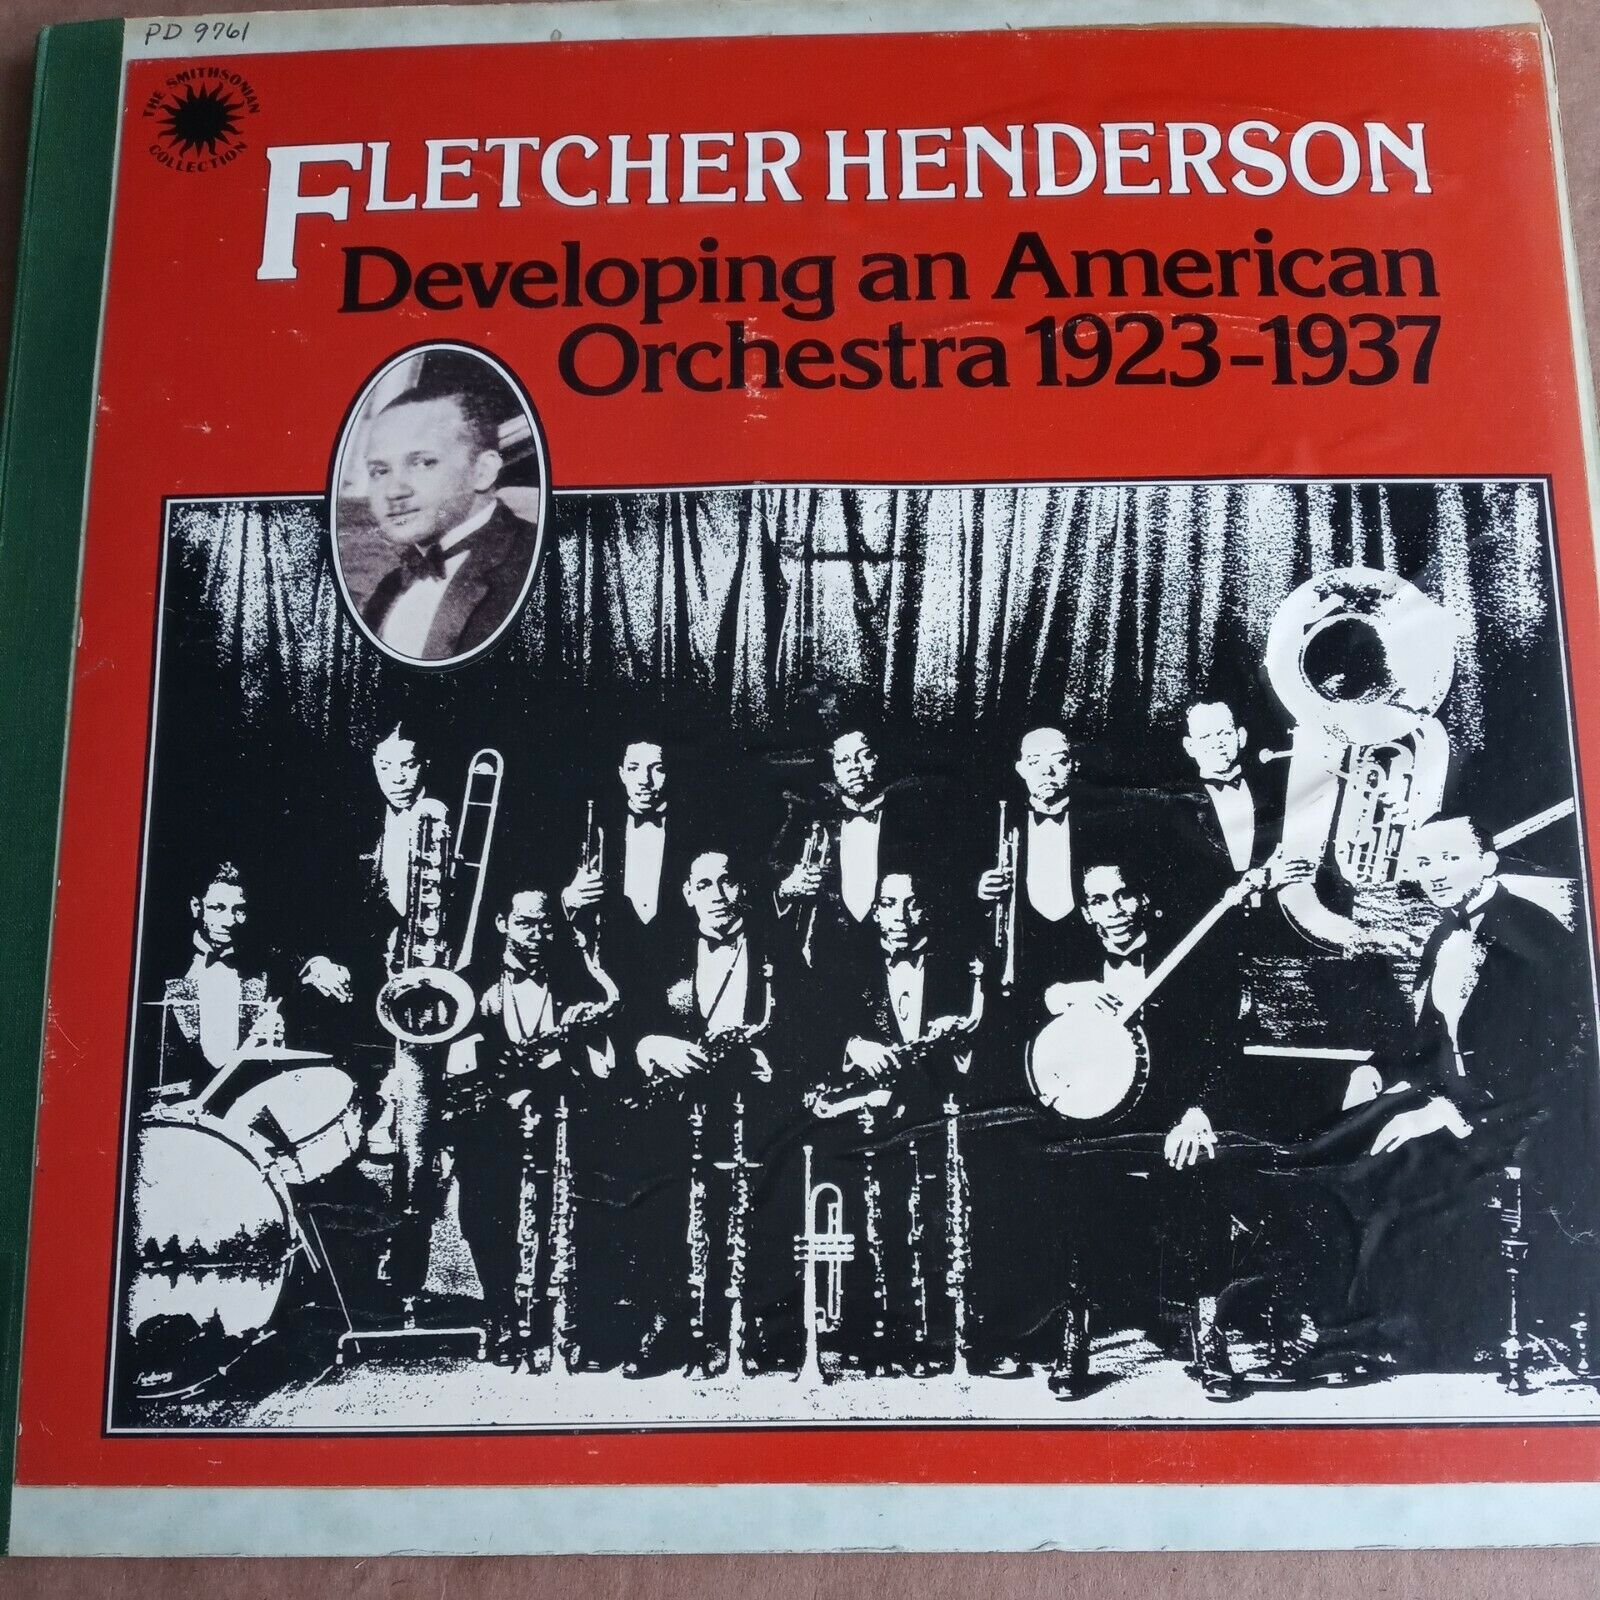 PD 9761
THE SMITHSONIAN
COLLECTION
FLETCHER HENDERSON
Developing an American
Orchestra 1923-1937